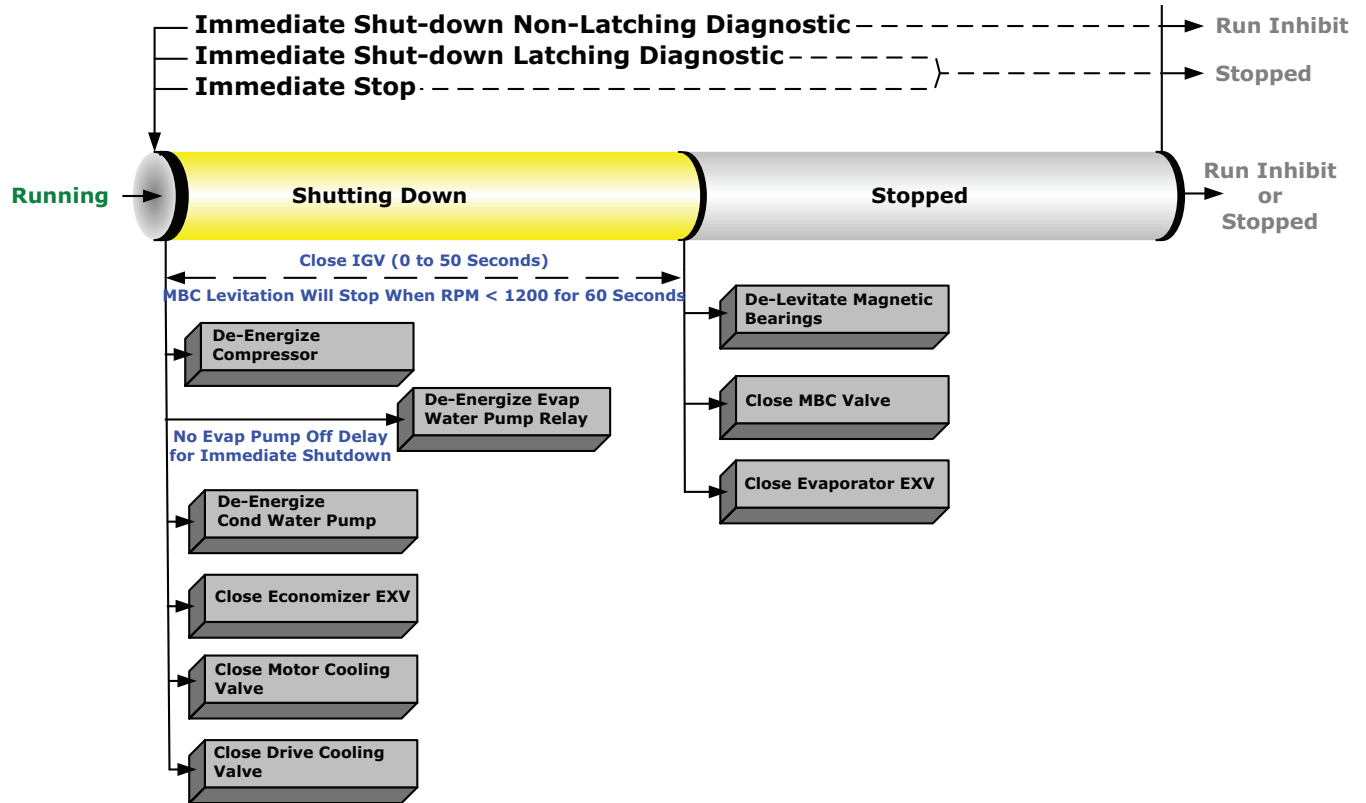 Immediate Shut-down Non-Latching Diagnostic
Run Inhibit
Immediate Shut-down Latching Diagnostic
Immediate Stop
Stopped
Running
Shutting Down
Stopped
Run Inhibit
or
Stopped
Close IGV (0 to 50 Seconds)
MBC Levitation Will Stop When RPM < 1200 for 60 Seconds
De-Energize
Compressor
De-Energize Evap
Water Pump Relay
No Evap Pump Off Delay
for Immediate Shutdown
De-Energize
Cond Water Pump
Close Economizer EXV
Close Motor Cooling
Valve
Close Drive Cooling
Valve
De-Levitate Magnetic
Bearings
Close MBC Valve
Close Evaporator EXV